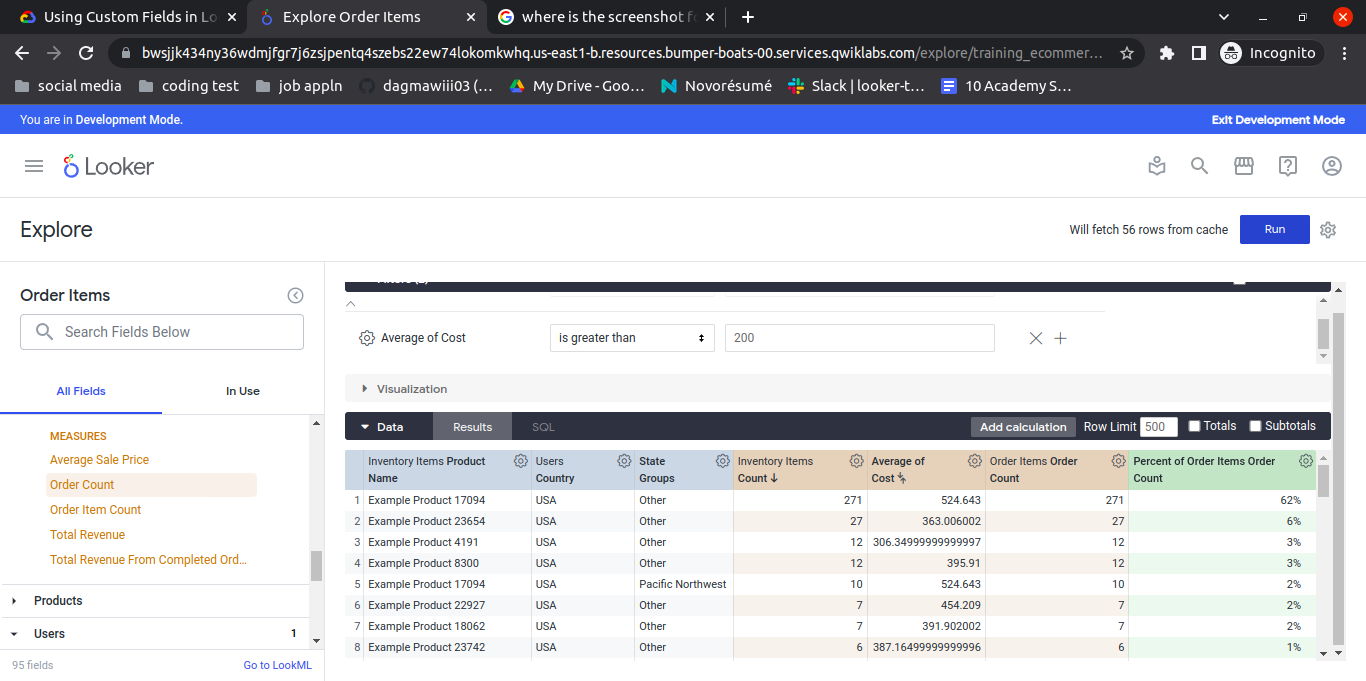 Using Custom Fields in Lo
Explore Order Items
where is the screenshot fo
bwsjjk434ny36wdmjfgr7j6zsjpentq4szebs22ew74lokomkwhq.us-east1-b.resources.bumper-boats-00.services.qwiklabs.com/explore/training_ecommer...
Incognito
social media
coding test
job appln
dagmawiii03 (...
My Drive - Goo...
Novorésumé
Slack | looker-t...
10 Academy S...
You are in Development Mode.
Exit Development Mode
Looker
Explore
Will fetch 56 rows from cache
Run
Order Items
Search Fields Below
All Fields
In Use
MEASURES
Average Sale Price
Order Count
Order Item Count
Total Revenue
Total Revenue From Completed Ord...
Products
Users 1
95 fields
Go to LookML
Average of Cost
is greater than
200
Visualization
Data
Results
SQL
Add calculation
Row Limit 500
Totals
Subtotals
Inventory Items Product Name
Users Country
State Groups
Inventory Items Count
Average of Cost
Order Items Order Count
Percent of Order Items Order Count
1 Example Product 17094 USA Other 271 524.643 271 62%
2 Example Product 23654 USA Other 27 363.006002 27 6%
3 Example Product 4191 USA Other 12 306.34999999999997 12 3%
4 Example Product 8300 USA Other 12 395.91 12 3%
5 Example Product 17094 USA Pacific Northwest 10 524.643 10 2%
6 Example Product 22927 USA Other 7 454.209 7 2%
7 Example Product 18062 USA Other 7 391.902002 7 2%
8 Example Product 23742 USA Other 6 387.16499999999996 6 1%